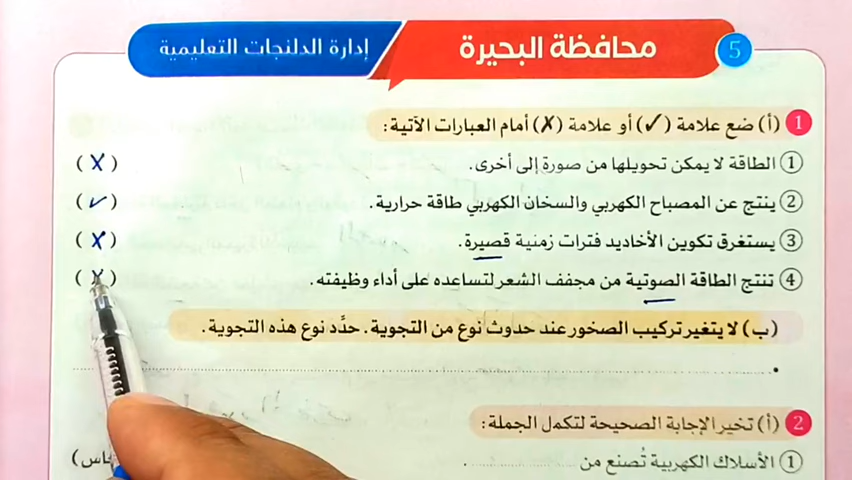 5 محافظة البحيرة إدارة الدلنجات التعليمية
1 (أ) ضع علامة (✓) أو علامة (✗) أمام العبارات الآتية:
① الطاقة لا يمكن تحويلها من صورة إلى أخرى. (X)
② ينتج عن المصباح الكهربي والسخان الكهربي طاقة حرارية. (✓)
③ يستغرق تكوين الأخاديد فترات زمنية قصيرة. (X)
④ تنتج الطاقة الصوتية من مجفف الشعر لتساعده على أداء وظيفته. (X)
(ب) لا يتغير تركيب الصخور عند حدوث نوع من التجوية. حدَّد نوع هذه التجوية.
2 (أ) تخير الإجابة الصحيحة لتكمل الجملة:
① الأسلاك الكهربية تُصنع من .